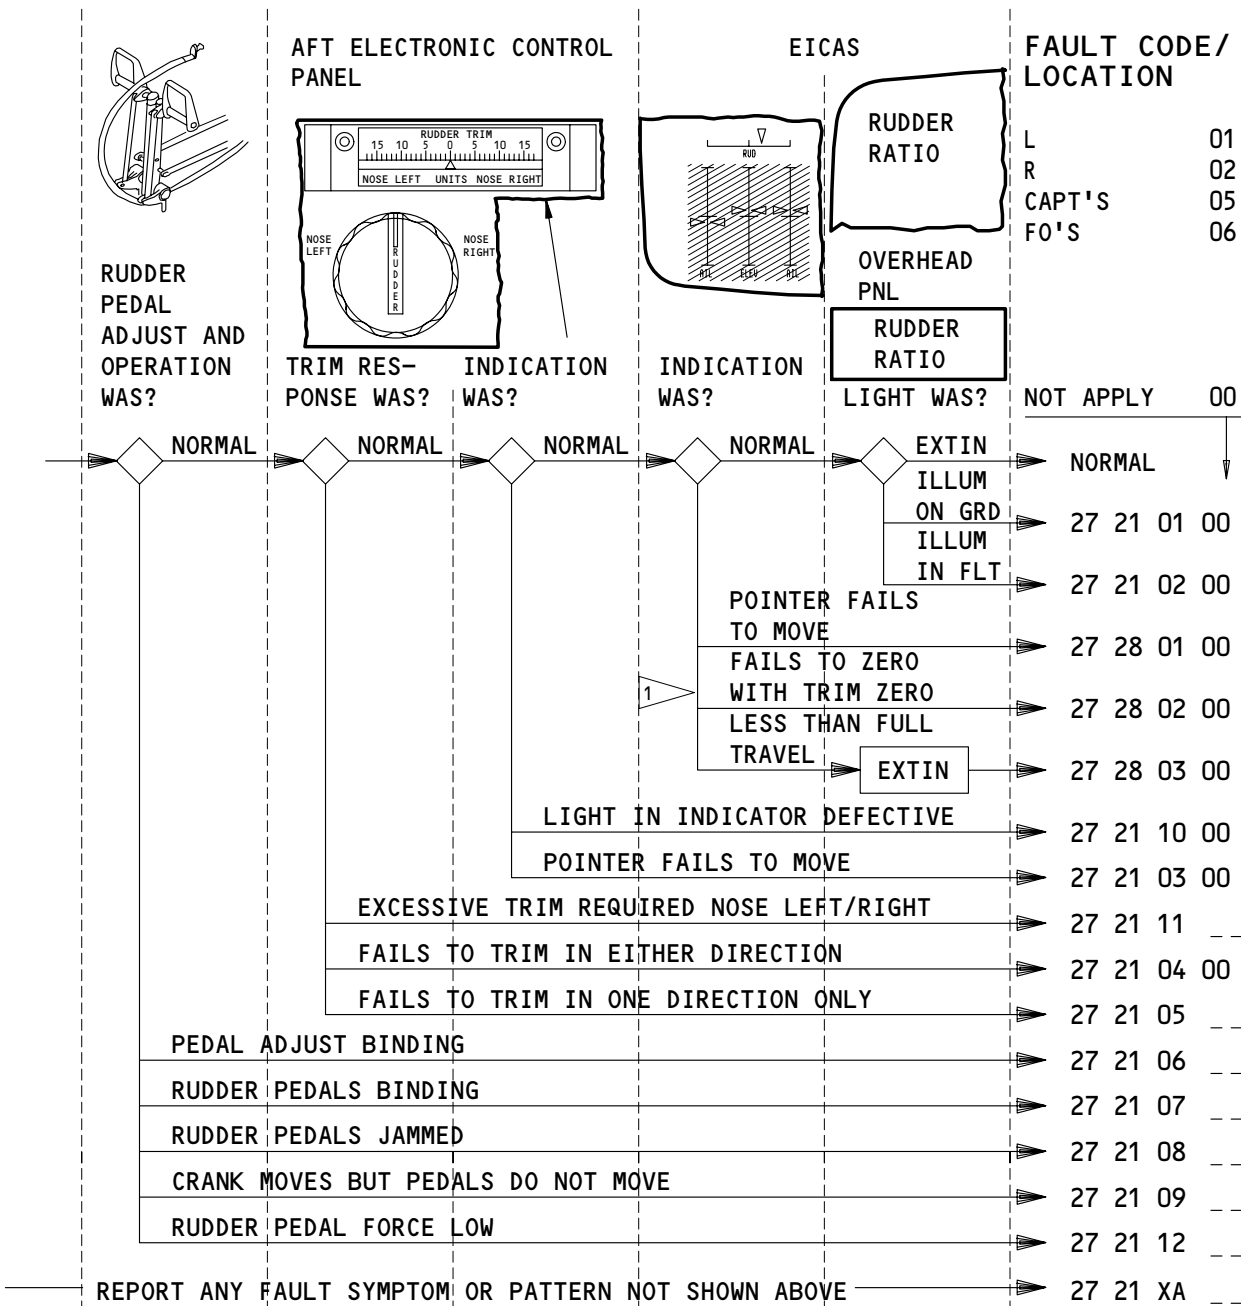 AFT ELECTRONIC CONTROL
PANEL
EICAS
FAULT CODE/
LOCATION
L 01
R 02
CAPT'S 05
FO'S 06
RUDDER TRIM
15 10 5 0 5 10 15
NOSE LEFT UNITS NOSE RIGHT
NOSE
LEFT
RUDDER
NOSE
RIGHT
RUD
AIL ELEV AIL
RUDDER
RATIO
OVERHEAD
PNL
RUDDER
RATIO
RUDDER
PEDAL
ADJUST AND
OPERATION
WAS?
TRIM RES-
PONSE WAS?
INDICATION
WAS?
INDICATION
WAS?
LIGHT WAS?
NOT APPLY 00
NORMAL NORMAL NORMAL NORMAL EXTIN NORMAL
ILLUM
ON GRD 27 21 01 00
ILLUM
IN FLT 27 21 02 00
POINTER FAILS
TO MOVE 27 28 01 00
1
FAILS TO ZERO
WITH TRIM ZERO 27 28 02 00
LESS THAN FULL
TRAVEL EXTIN 27 28 03 00
LIGHT IN INDICATOR DEFECTIVE 27 21 10 00
POINTER FAILS TO MOVE 27 21 03 00
EXCESSIVE TRIM REQUIRED NOSE LEFT/RIGHT 27 21 11 _ _
FAILS TO TRIM IN EITHER DIRECTION 27 21 04 00
FAILS TO TRIM IN ONE DIRECTION ONLY 27 21 05 _ _
PEDAL ADJUST BINDING 27 21 06 _ _
RUDDER PEDALS BINDING 27 21 07 _ _
RUDDER PEDALS JAMMED 27 21 08 _ _
CRANK MOVES BUT PEDALS DO NOT MOVE 27 21 09 _ _
RUDDER PEDAL FORCE LOW 27 21 12 _ _
REPORT ANY FAULT SYMPTOM OR PATTERN NOT SHOWN ABOVE 27 21 XA _ _